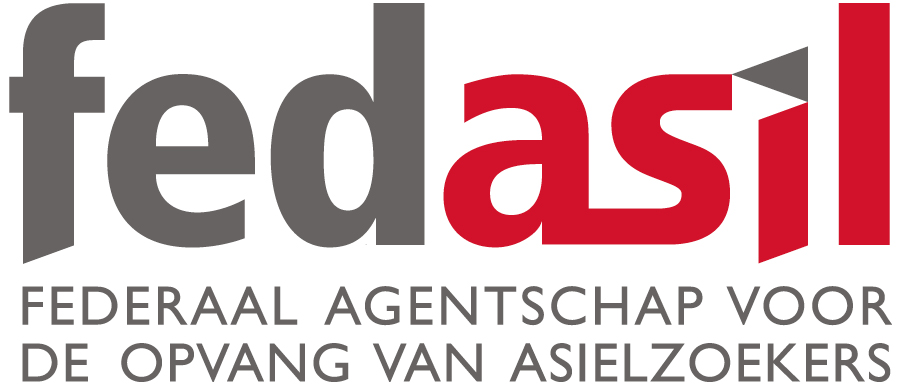 fedasil
FEDERAAL AGENTSCHAP VOOR
DE OPVANG VAN ASIELZOEKERS